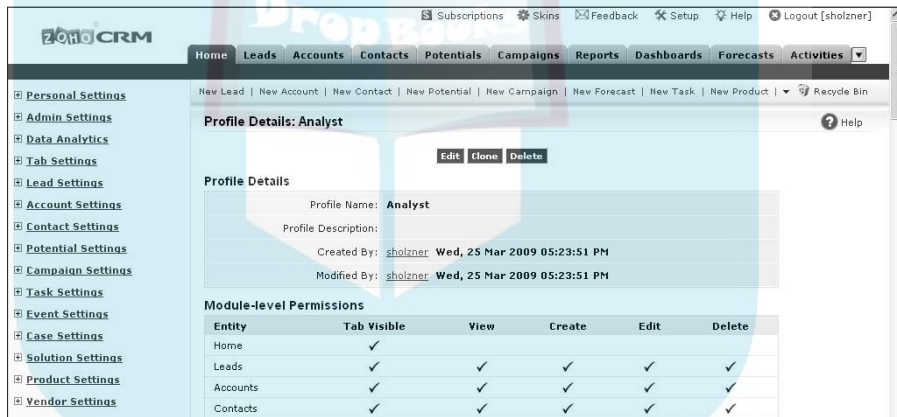 DROP BOOKS
Subscriptions Skins Feedback Setup Help Logout [sholzner]
ZOHO CRM
Home Leads Accounts Contacts Potentials Campaigns Reports Dashboards Forecasts Activities
New Lead | New Account | New Contact | New Potential | New Campaign | New Forecast | New Task | New Product | Recycle Bin
Personal Settings
Admin Settings
Data Analytics
Tab Settings
Lead Settings
Account Settings
Contact Settings
Potential Settings
Campaign Settings
Task Settings
Event Settings
Case Settings
Solution Settings
Product Settings
Vendor Settings
Profile Details: Analyst
Help
Edit Clone Delete
Profile Details
Profile Name: Analyst
Profile Description:
Created By: sholzner Wed, 25 Mar 2009 05:23:51 PM
Modified By: sholzner Wed, 25 Mar 2009 05:23:51 PM
Module-level Permissions
Entity Tab Visible View Create Edit Delete
Home ✓
Leads ✓ ✓ ✓ ✓ ✓
Accounts ✓ ✓ ✓ ✓ ✓
Contacts ✓ ✓ ✓ ✓ ✓